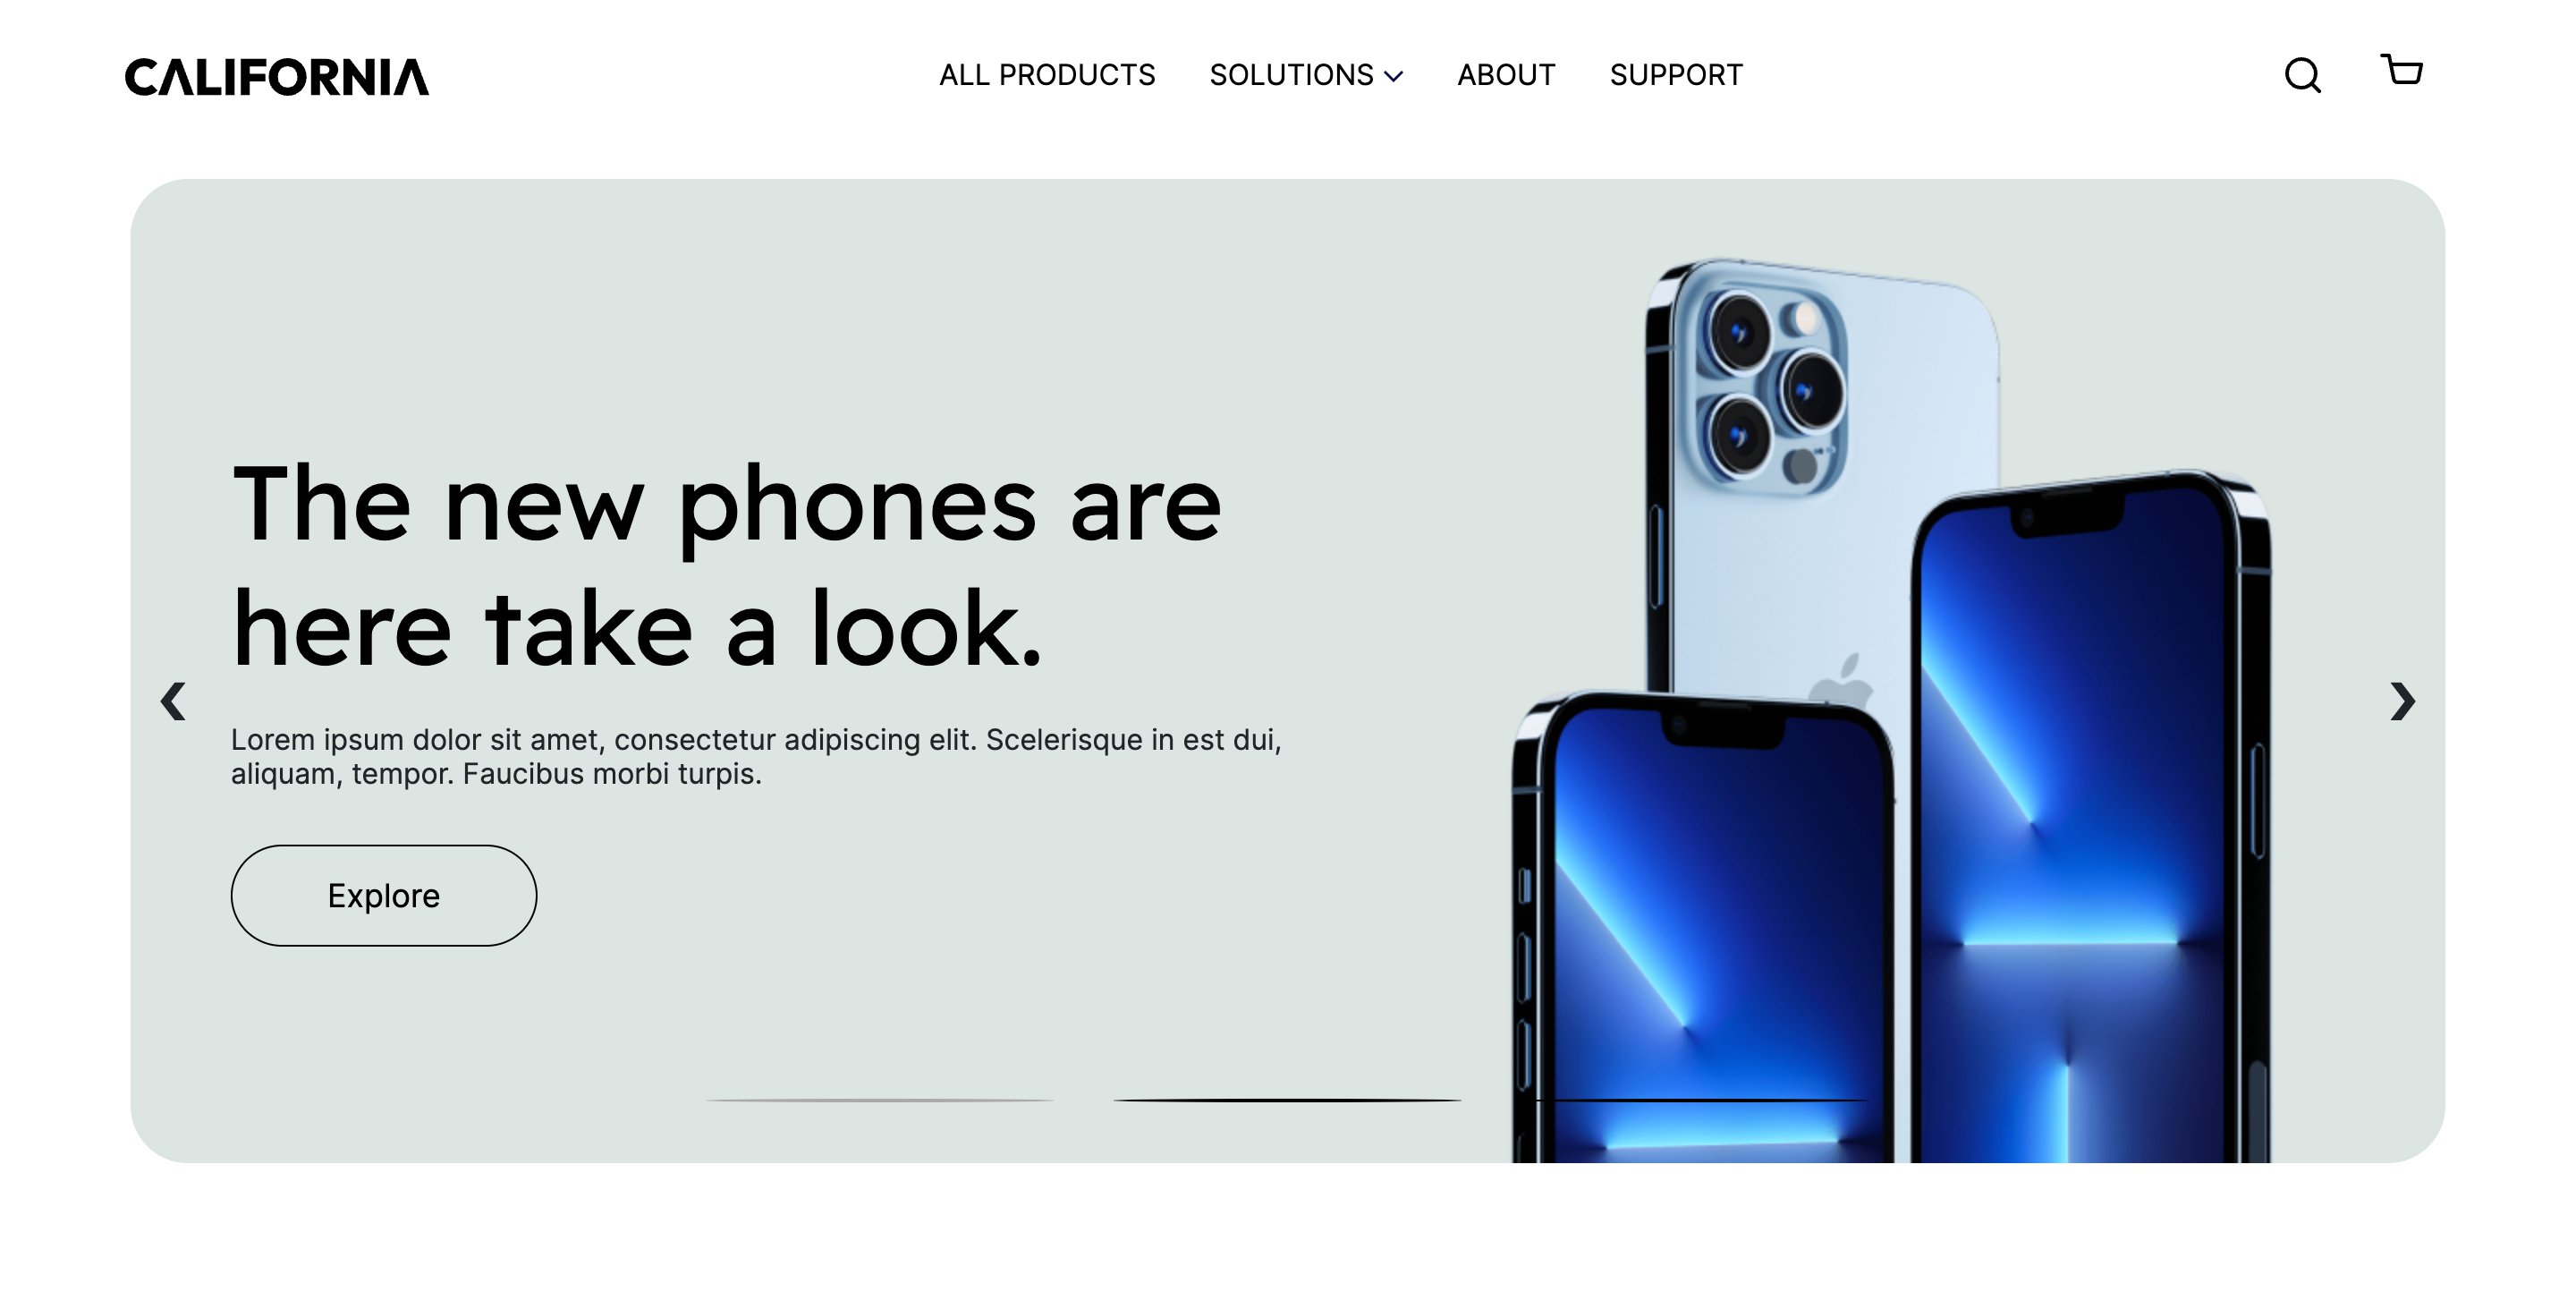 CALIFORNIA
ALL PRODUCTS
SOLUTIONS
ABOUT
SUPPORT
The new phones are
here take a look.
Lorem ipsum dolor sit amet, consectetur adipiscing elit. Scelerisque in est dui,
aliquam, tempor. Faucibus morbi turpis.
Explore